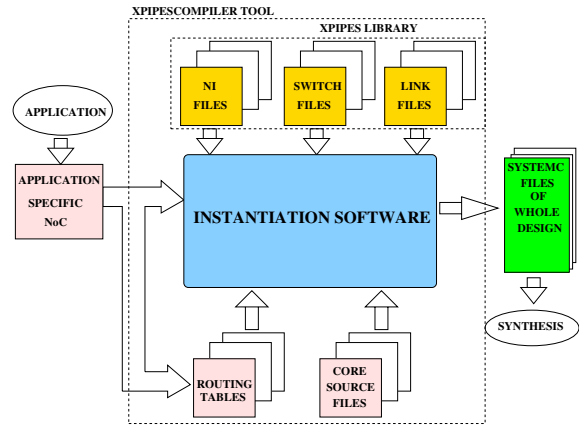 XPIPESCOMPILER TOOL
XPIPES LIBRARY
NI
FILES
SWITCH
FILES
LINK
FILES
APPLICATION
APPLICATION
SPECIFIC
NoC
INSTANTIATION SOFTWARE
SYSTEMC
FILES
OF
WHOLE
DESIGN
SYNTHESIS
ROUTING
TABLES
CORE
SOURCE
FILES